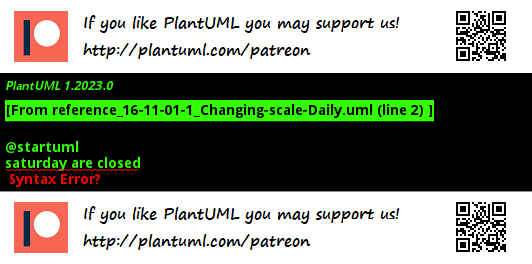 If you like PlantUML you may support us!
http://plantuml.com/patreon
PlantUML 1.2023.0
[From reference_16-11-01-1_Changing-scale-Daily.uml (line 2) ]
@startuml
saturday are closed
Syntax Error?
If you like PlantUML you may support us!
http://plantuml.com/patreon